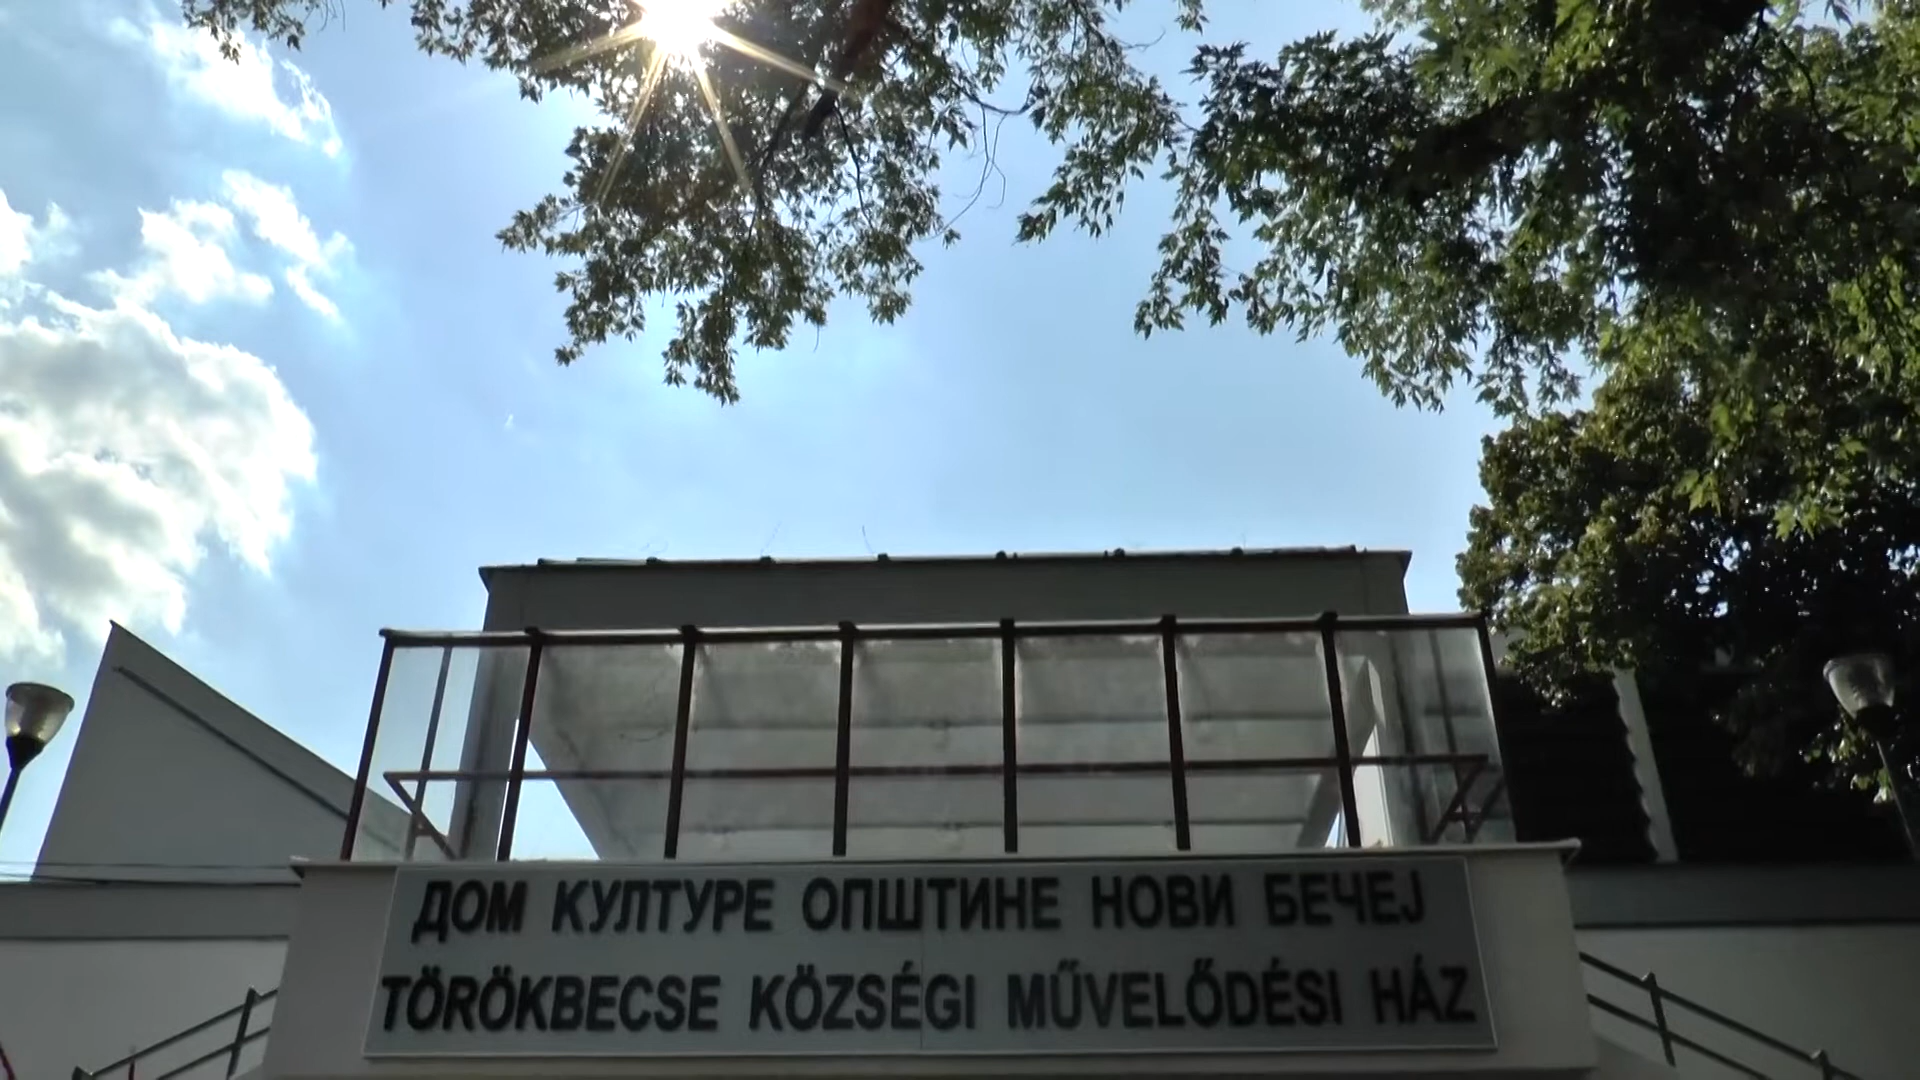 ДОМ КУЛТУРЕ ОПШТИНЕ НОВИ БЕЧЕЈ
TÖRÖKBECSE KÖZSÉGI MŰVELŐDÉSI HÁZ